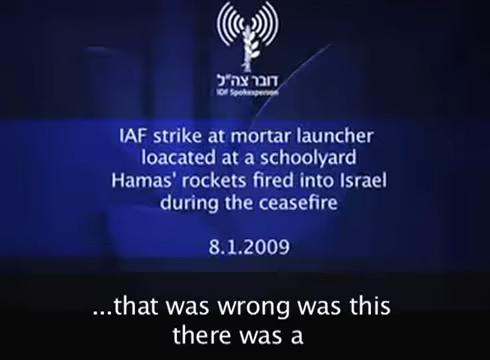 דובר צה"ל
IDF Spokesperson
IAF strike at mortar launcher
loacated at a schoolyard
Hamas' rockets fired into Israel
during the ceasefire
8.1.2009
...that was wrong was this
there was a